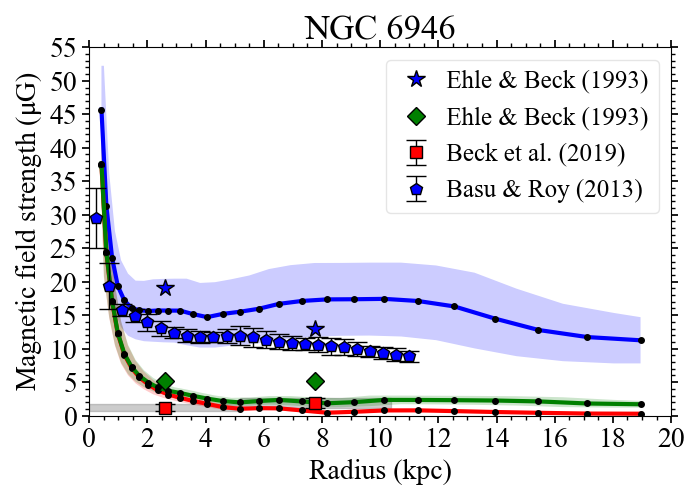 NGC 6946
Magnetic field strength (μG)
55
50
45
40
35
30
25
20
15
10
5
0
Ehle & Beck (1993)
Ehle & Beck (1993)
Beck et al. (2019)
Basu & Roy (2013)
0 2 4 6 8 10 12 14 16 18 20
Radius (kpc)